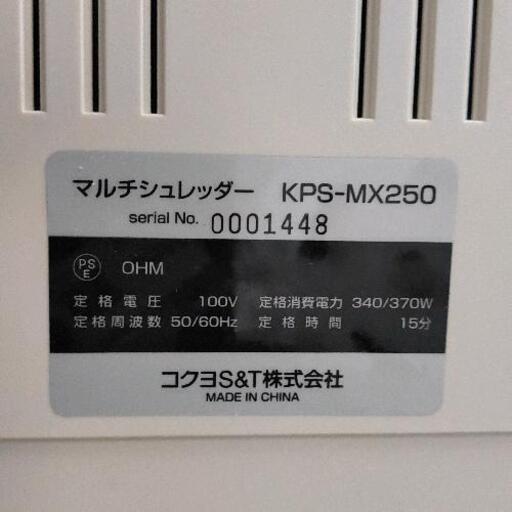 マルチシュレッダー KPS-MX250
serial No. 0001448
PS
E
OHM
定格電圧 100V 定格消費電力 340/370W
定格周波数 50/60Hz 定格時間 15分
コクヨS&T株式会社
MADE IN CHINA